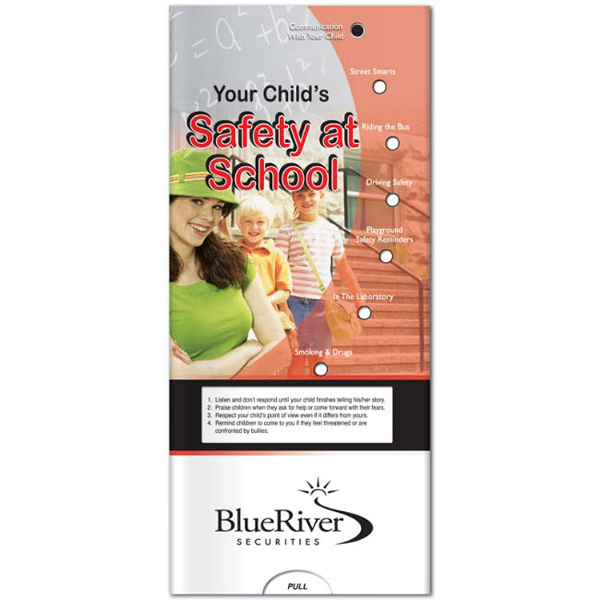 Communication
With Your Child
Street Smarts
Your Child's
Safety at
School
Riding the Bus
Driving Safety
Playground
Safety Reminders
In The Laboratory
Smoking & Drugs
1. Listen and don't respond until your child finishes telling his/her story.
2. Praise children when they ask for help or come forward with their fears.
3. Respect your child's point of view even if it differs from yours.
4. Remind children to come to you if they feel threatened or are
confronted by bullies.
BlueRiver
SECURITIES
PULL